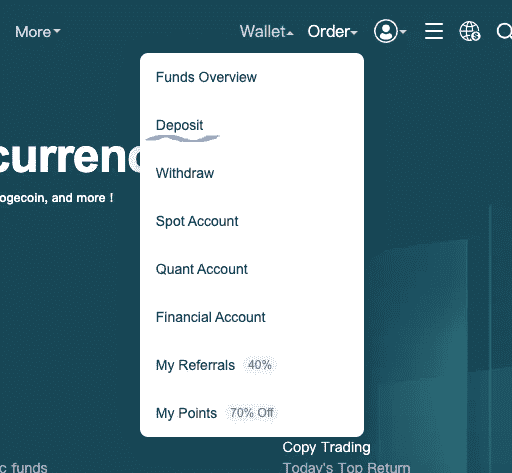 More
Wallet
Order
Funds Overview
Deposit
Withdraw
Spot Account
Quant Account
Financial Account
My Referrals 40%
My Points 70% Off
curren
ogecoin, and more !
Copy Trading
c funds
Today's Top Return